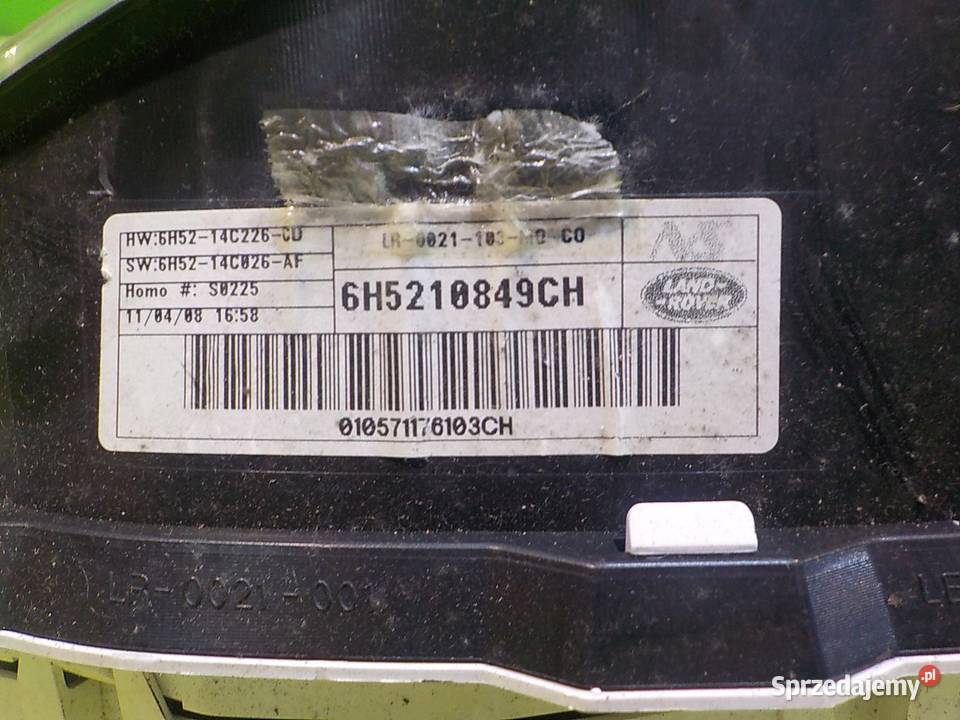 HW:6H52-14C226-CD
LR-0021-103-MQ-CO
SW:6H52-14C026-AF
Homo #: S0225
6H5210849CH
LAND-
-ROVER
11/04/08 16:58
010571176103CH
LR-0021-001
Sprzedajemy.pl